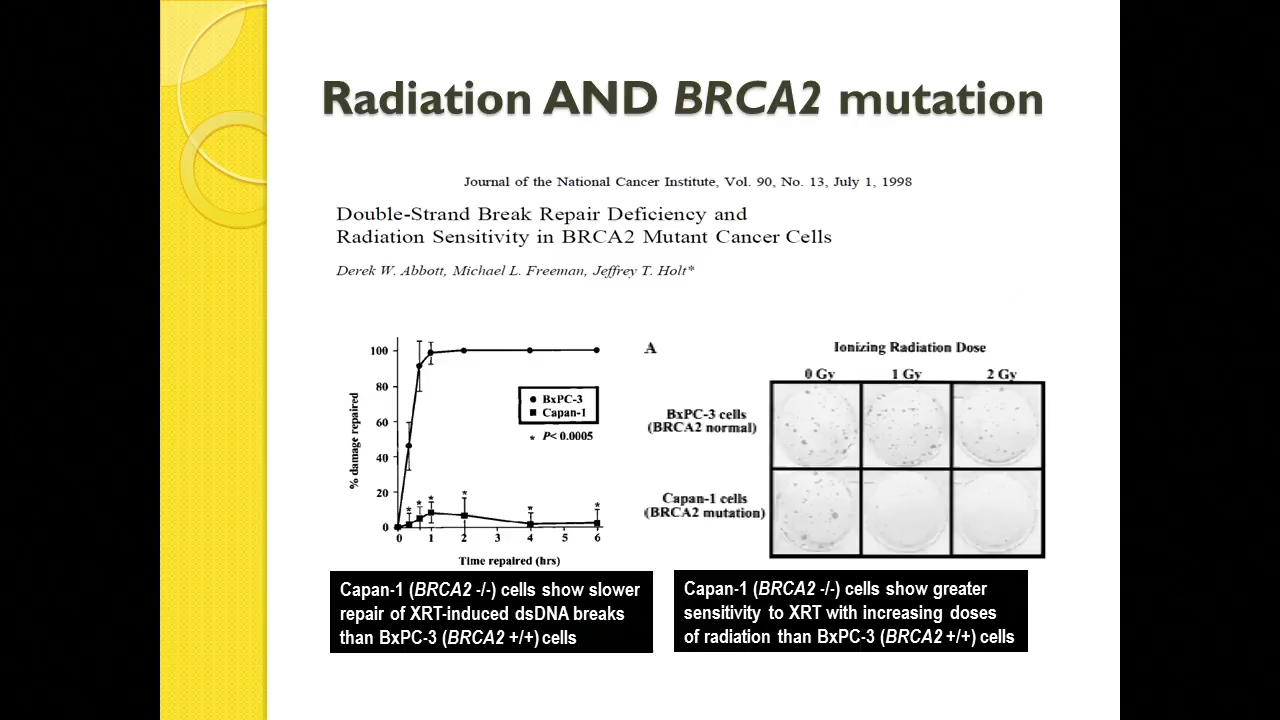 Radiation AND BRCA2 mutation
Journal of the National Cancer Institute, Vol. 90, No. 13, July 1, 1998
Double-Strand Break Repair Deficiency and
Radiation Sensitivity in BRCA2 Mutant Cancer Cells
Derek W. Abbott, Michael L. Freeman, Jeffrey T. Holt*
% damage repaired
100
80
60
40
20
0
BxPC-3
Capan-1
* P< 0.0005
* * * * * *
0 1 2 3 4 5 6
Time repaired (hrs)
A
Ionizing Radiation Dose
0 Gy 1 Gy 2 Gy
BxPC-3 cells
(BRCA2 normal)
Capan-1 cells
(BRCA2 mutation)
Capan-1 (BRCA2 -/-) cells show slower
repair of XRT-induced dsDNA breaks
than BxPC-3 (BRCA2 +/+) cells
Capan-1 (BRCA2 -/-) cells show greater
sensitivity to XRT with increasing doses
of radiation than BxPC-3 (BRCA2 +/+) cells